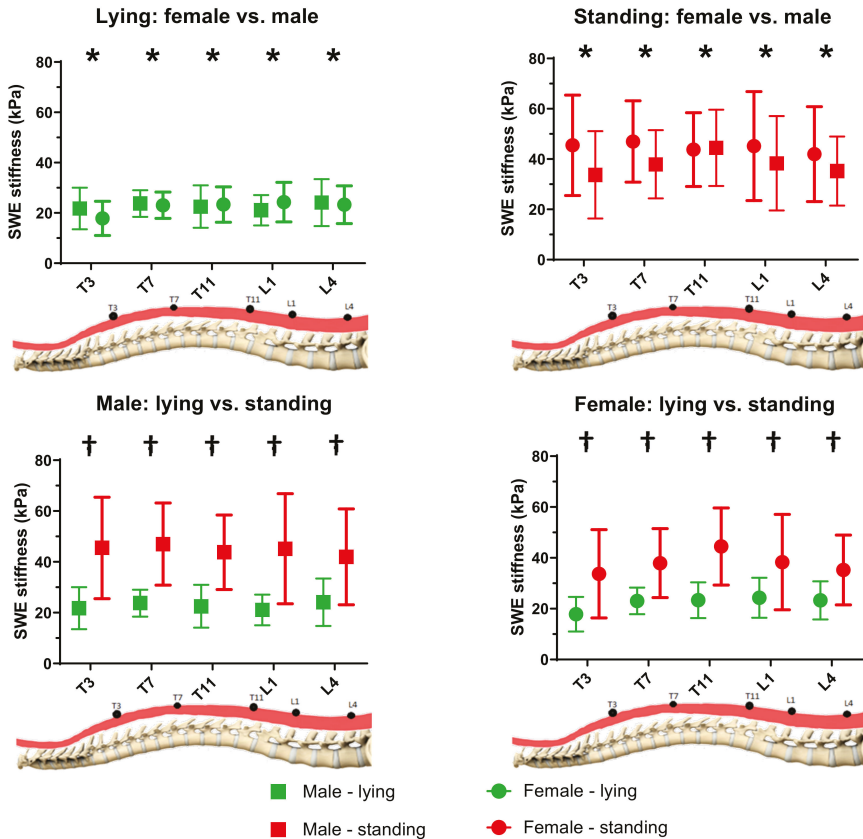 Lying: female vs. male
* * * * *
SWE stiffness (kPa)
80
60
40
20
0
T3 T7 T11 L1 L4
T3 T7 T11 L1 L4
Standing: female vs. male
* * * * *
SWE stiffness (kPa)
80
60
40
20
0
T3 T7 T11 L1 L4
T3 T7 T11 L1 L4
Male: lying vs. standing
† † † † †
SWE stiffness (kPa)
80
60
40
20
0
T3 T7 T11 L1 L4
T3 T7 T11 L1 L4
Female: lying vs. standing
† † † † †
SWE stiffness (kPa)
80
60
40
20
0
T3 T7 T11 L1 L4
T3 T7 T11 L1 L4
Male - lying
Female - lying
Male - standing
Female - standing